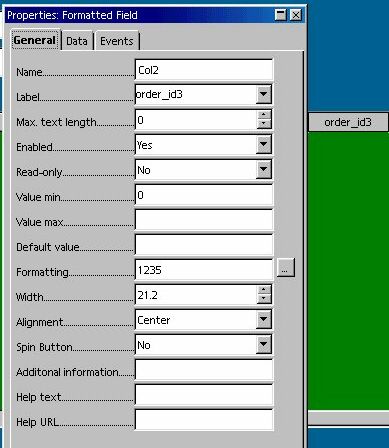 Properties: Formatted Field
General Data Events
Name Col2
Label order_id3
Max. text length 0
order_id3
Enabled Yes
Read-only No
Value min 0
Value max
Default value
Formatting 1235 ...
Width 21.2
Alignment Center
Spin Button No
Additonal information
Help text
Help URL